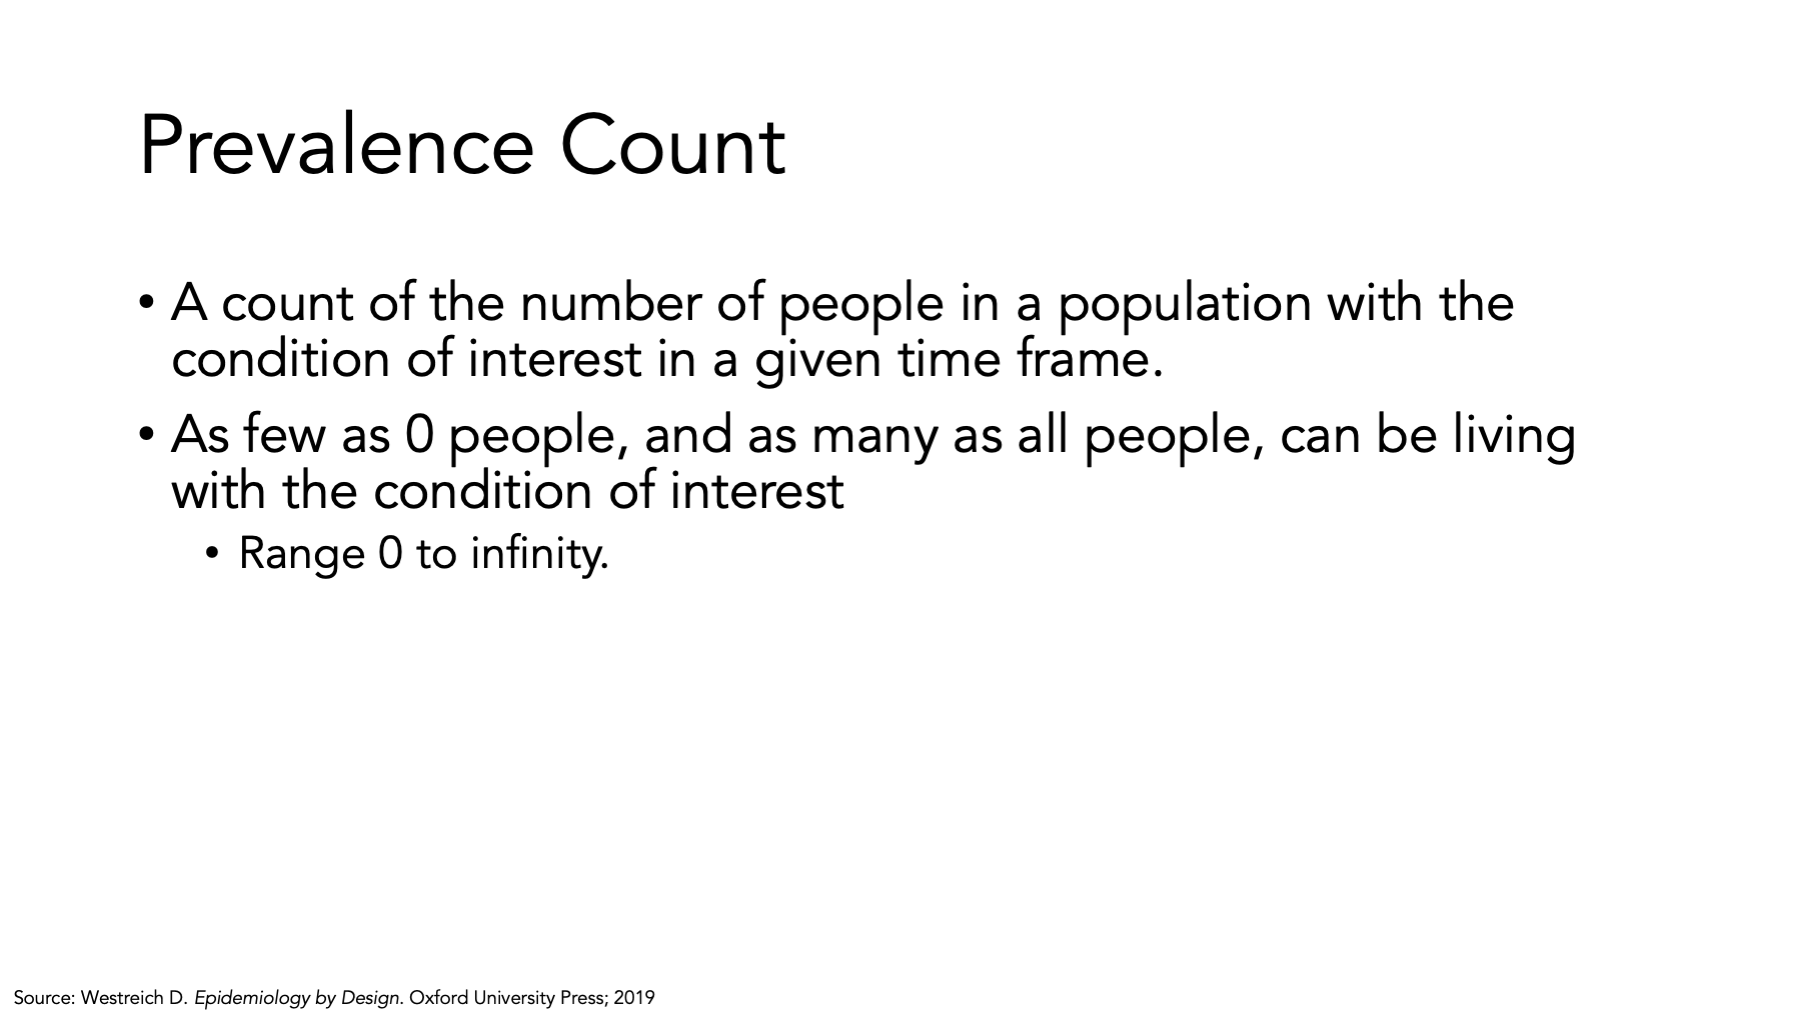 Prevalence Count
• A count of the number of people in a population with the
condition of interest in a given time frame.
• As few as 0 people, and as many as all people, can be living
with the condition of interest
• Range 0 to infinity.
Source: Westreich D. Epidemiology by Design. Oxford University Press; 2019